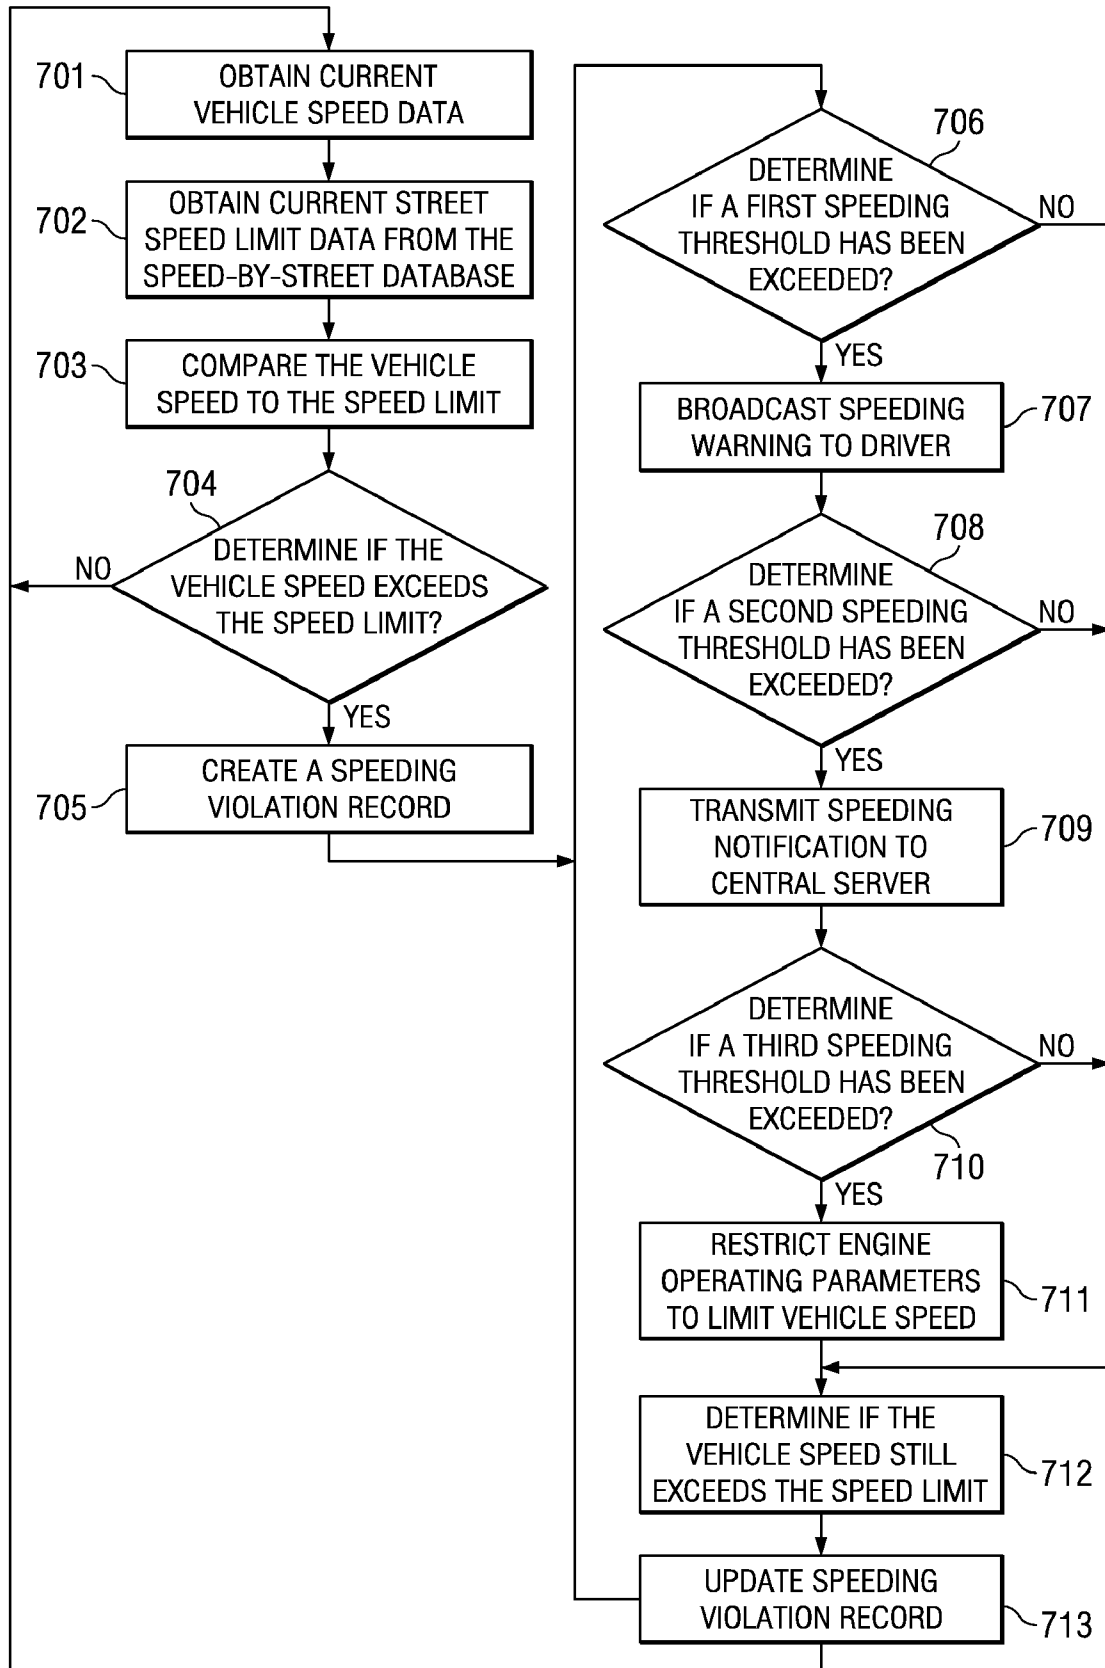 701
OBTAIN CURRENT
VEHICLE SPEED DATA
702
OBTAIN CURRENT STREET
SPEED LIMIT DATA FROM THE
SPEED-BY-STREET DATABASE
703
COMPARE THE VEHICLE
SPEED TO THE SPEED LIMIT
704
DETERMINE IF THE
VEHICLE SPEED EXCEEDS
THE SPEED LIMIT?
NO
YES
705
CREATE A SPEEDING
VIOLATION RECORD
706
DETERMINE
IF A FIRST SPEEDING
THRESHOLD HAS BEEN
EXCEEDED?
NO
YES
BROADCAST SPEEDING
WARNING TO DRIVER
707
708
DETERMINE
IF A SECOND SPEEDING
THRESHOLD HAS BEEN
EXCEEDED?
NO
YES
TRANSMIT SPEEDING
NOTIFICATION TO
CENTRAL SERVER
709
DETERMINE
IF A THIRD SPEEDING
THRESHOLD HAS BEEN
EXCEEDED?
NO
710
YES
RESTRICT ENGINE
OPERATING PARAMETERS
TO LIMIT VEHICLE SPEED
711
DETERMINE IF THE
VEHICLE SPEED STILL
EXCEEDS THE SPEED LIMIT
712
UPDATE SPEEDING
VIOLATION RECORD
713